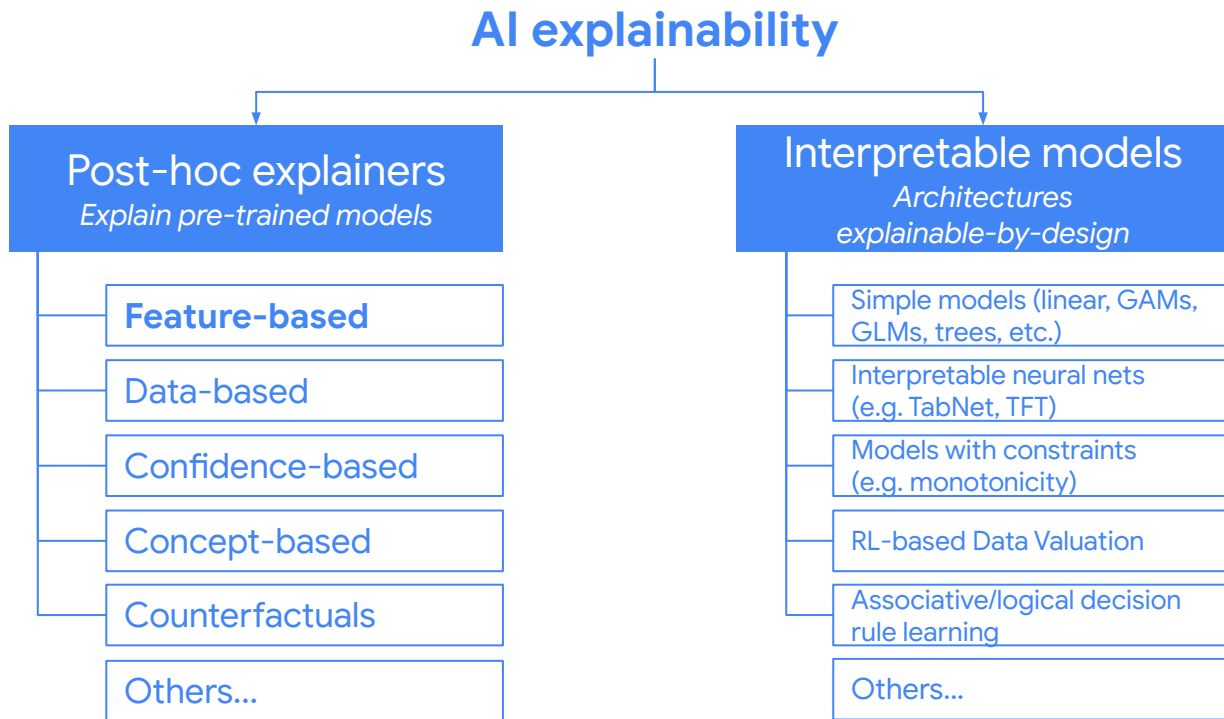 AI explainability
Post-hoc explainers
Explain pre-trained models
Feature-based
Data-based
Confidence-based
Concept-based
Counterfactuals
Others...
Interpretable models
Architectures
explainable-by-design
Simple models (linear, GAMs,
GLMs, trees, etc.)
Interpretable neural nets
(e.g. TabNet, TFT)
Models with constraints
(e.g. monotonicity)
RL-based Data Valuation
Associative/logical decision
rule learning
Others...